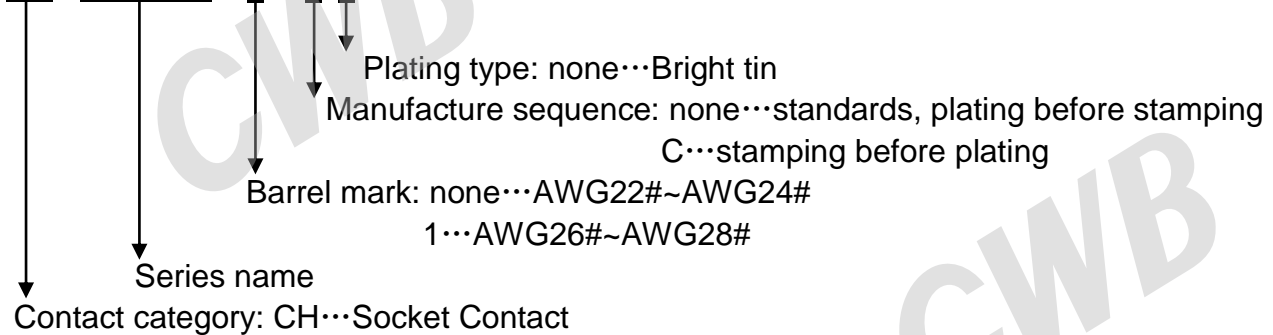 CWB
Plating type: none⋯Bright tin
Manufacture sequence: none⋯standards, plating before stamping
C⋯stamping before plating
Barrel mark: none⋯AWG22#~AWG24#
1⋯AWG26#~AWG28#
CWB
Series name
Contact category: CH⋯Socket Contact